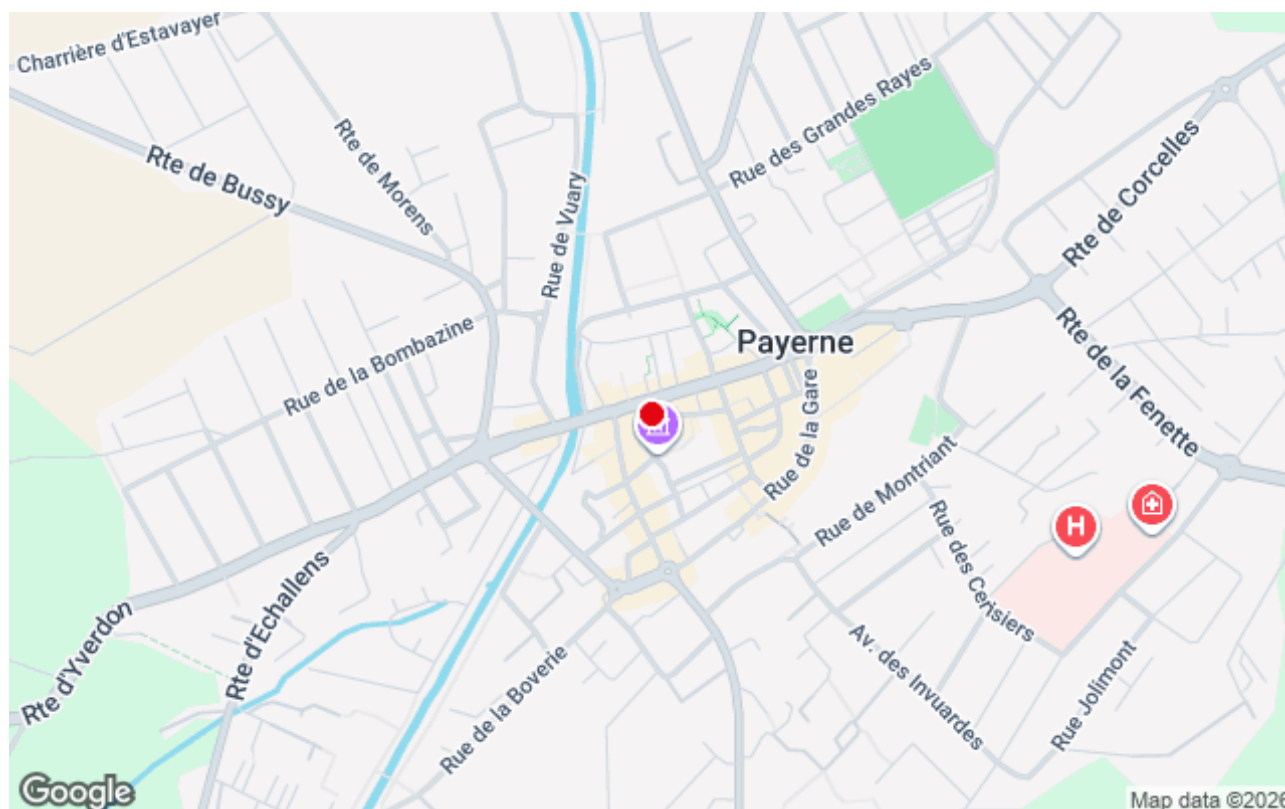 Charrière d'Estavayer
Rte de Morens
Rte de Bussy
Rue de Vuary
Rue des Grandes Rayes
Rte de Corcelles
Rue de la Bombazine
Payerne
Rte de la Fenette
Rue de la Gare
Rue de Montriant
H
Rue des Cerisiers
Rte d'Echallens
Rte d'Yverdon
Rue de la Boverie
Av. des Invuardes
Rue Jolimont
Google
Map data ©2026